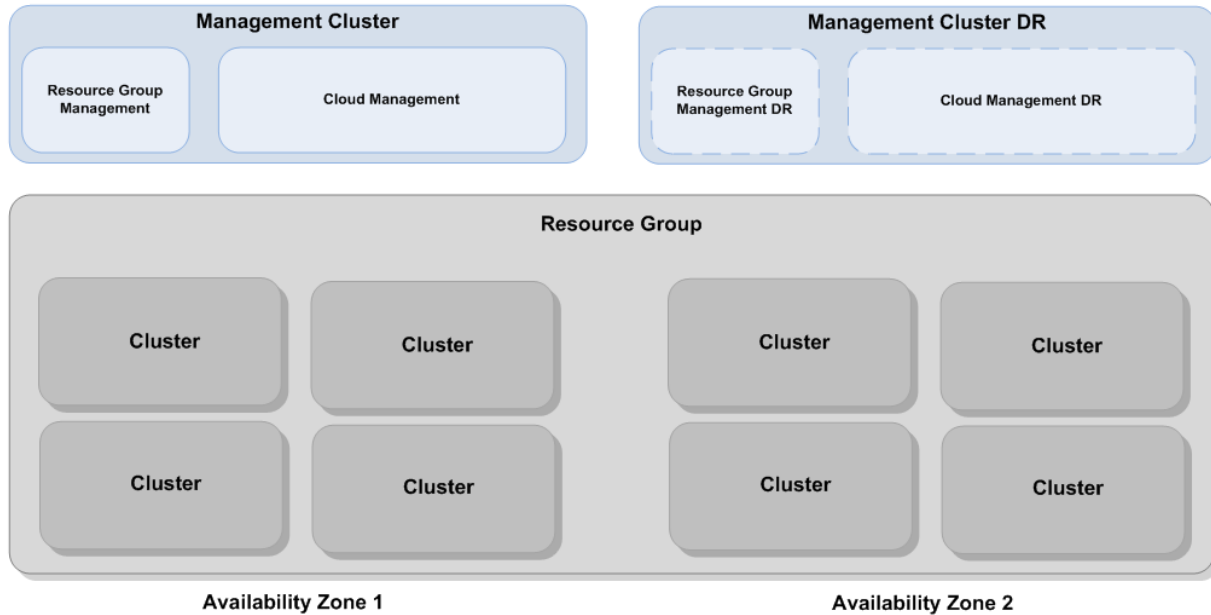 Management Cluster
Resource Group
Management
Cloud Management
Management Cluster DR
Resource Group
Management DR
Cloud Management DR
Resource Group
Cluster
Cluster
Cluster
Cluster
Cluster
Cluster
Cluster
Cluster
Availability Zone 1
Availability Zone 2